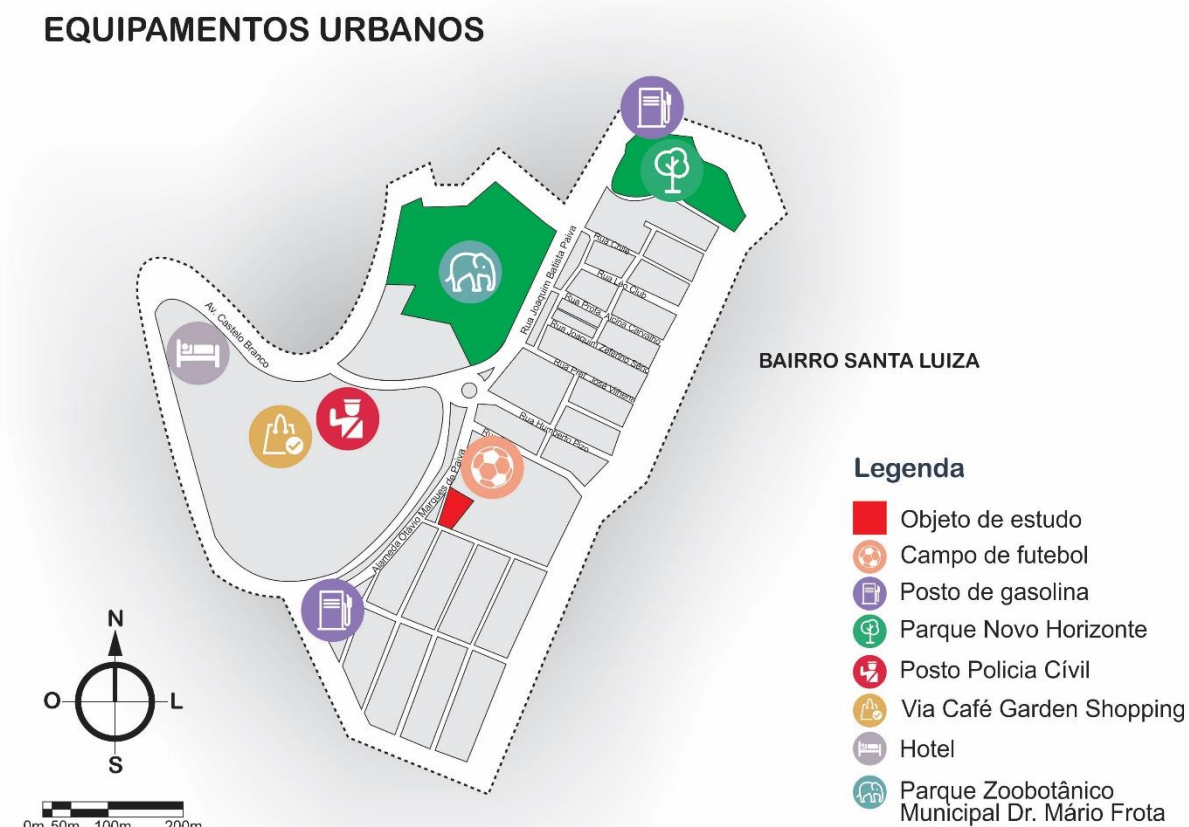 EQUIPAMENTOS URBANOS
Rua Joaquim Batista Paiva
Rua Chile
Rua Leo Club
Rua Profa. Alpina Carvalho
Av. Castelo Branco
BAIRRO SANTA LUIZA
Rua Humberto Pizo
Alameda Otávio Marques de Paiva
Legenda
Objeto de estudo
Campo de futebol
Posto de gasolina
Parque Novo Horizonte
Posto Policia Cívil
Via Café Garden Shopping
Hotel
Parque Zoobotânico
Municipal Dr. Mário Frota
N
O
L
S
0m 50m 100m 200m